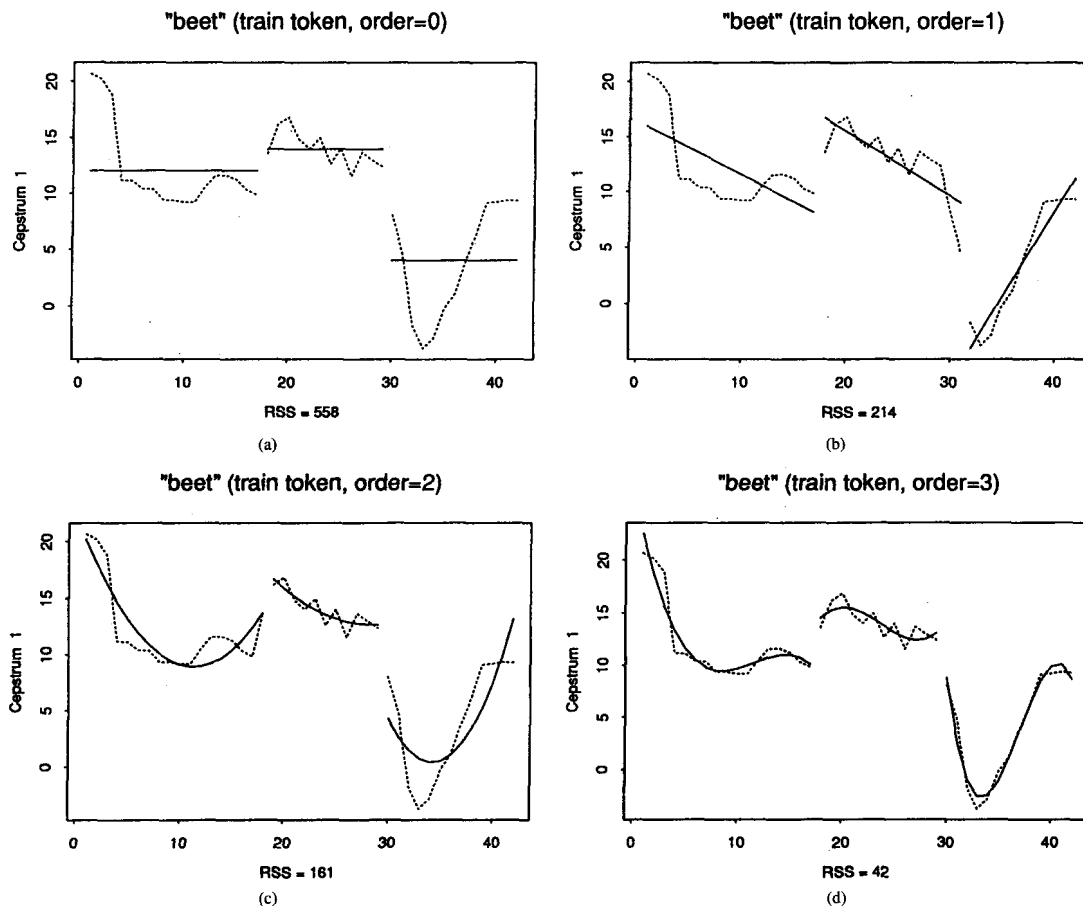 "beet" (train token, order=0)
Cepstrum 1
20
15
10
5
0
0 10 20 30 40
RSS = 558
(a)
"beet" (train token, order=1)
Cepstrum 1
20
15
10
5
0
0 10 20 30 40
RSS = 214
(b)
"beet" (train token, order=2)
Cepstrum 1
20
15
10
5
0
0 10 20 30 40
RSS = 161
(c)
"beet" (train token, order=3)
Cepstrum 1
20
15
10
5
0
0 10 20 30 40
RSS = 42
(d)